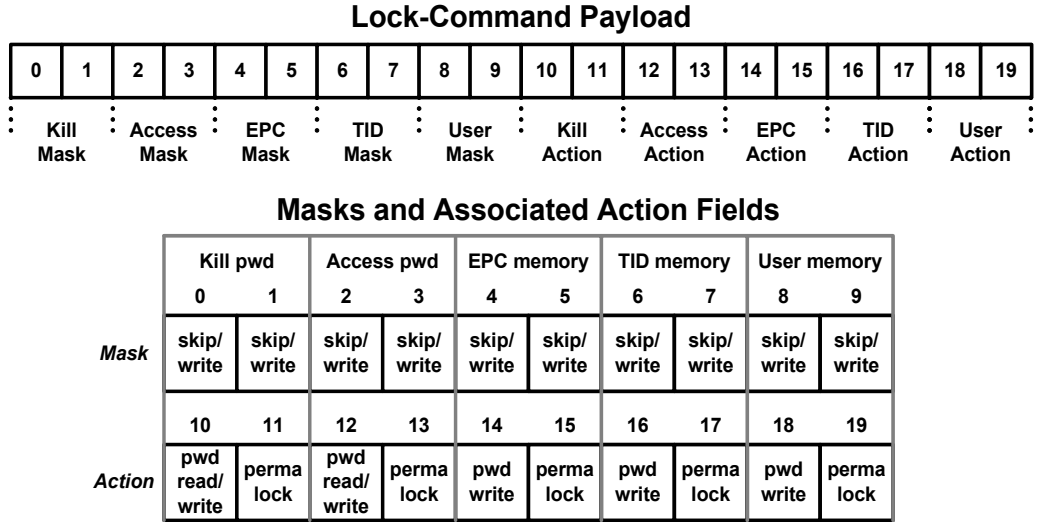 Lock-Command Payload
0 1 2 3 4 5 6 7 8 9 10 11 12 13 14 15 16 17 18 19
Kill Access EPC TID User Kill Access EPC TID User
Mask Mask Mask Mask Mask Action Action Action Action Action
Masks and Associated Action Fields
Kill pwd Access pwd EPC memory TID memory User memory
0 1 2 3 4 5 6 7 8 9
Mask skip/ skip/ skip/ skip/ skip/ skip/ skip/ skip/ skip/ skip/
write write write write write write write write write write
10 11 12 13 14 15 16 17 18 19
Action pwd read/ write perma lock pwd read/ write perma lock pwd write perma lock pwd write perma lock pwd write perma lock